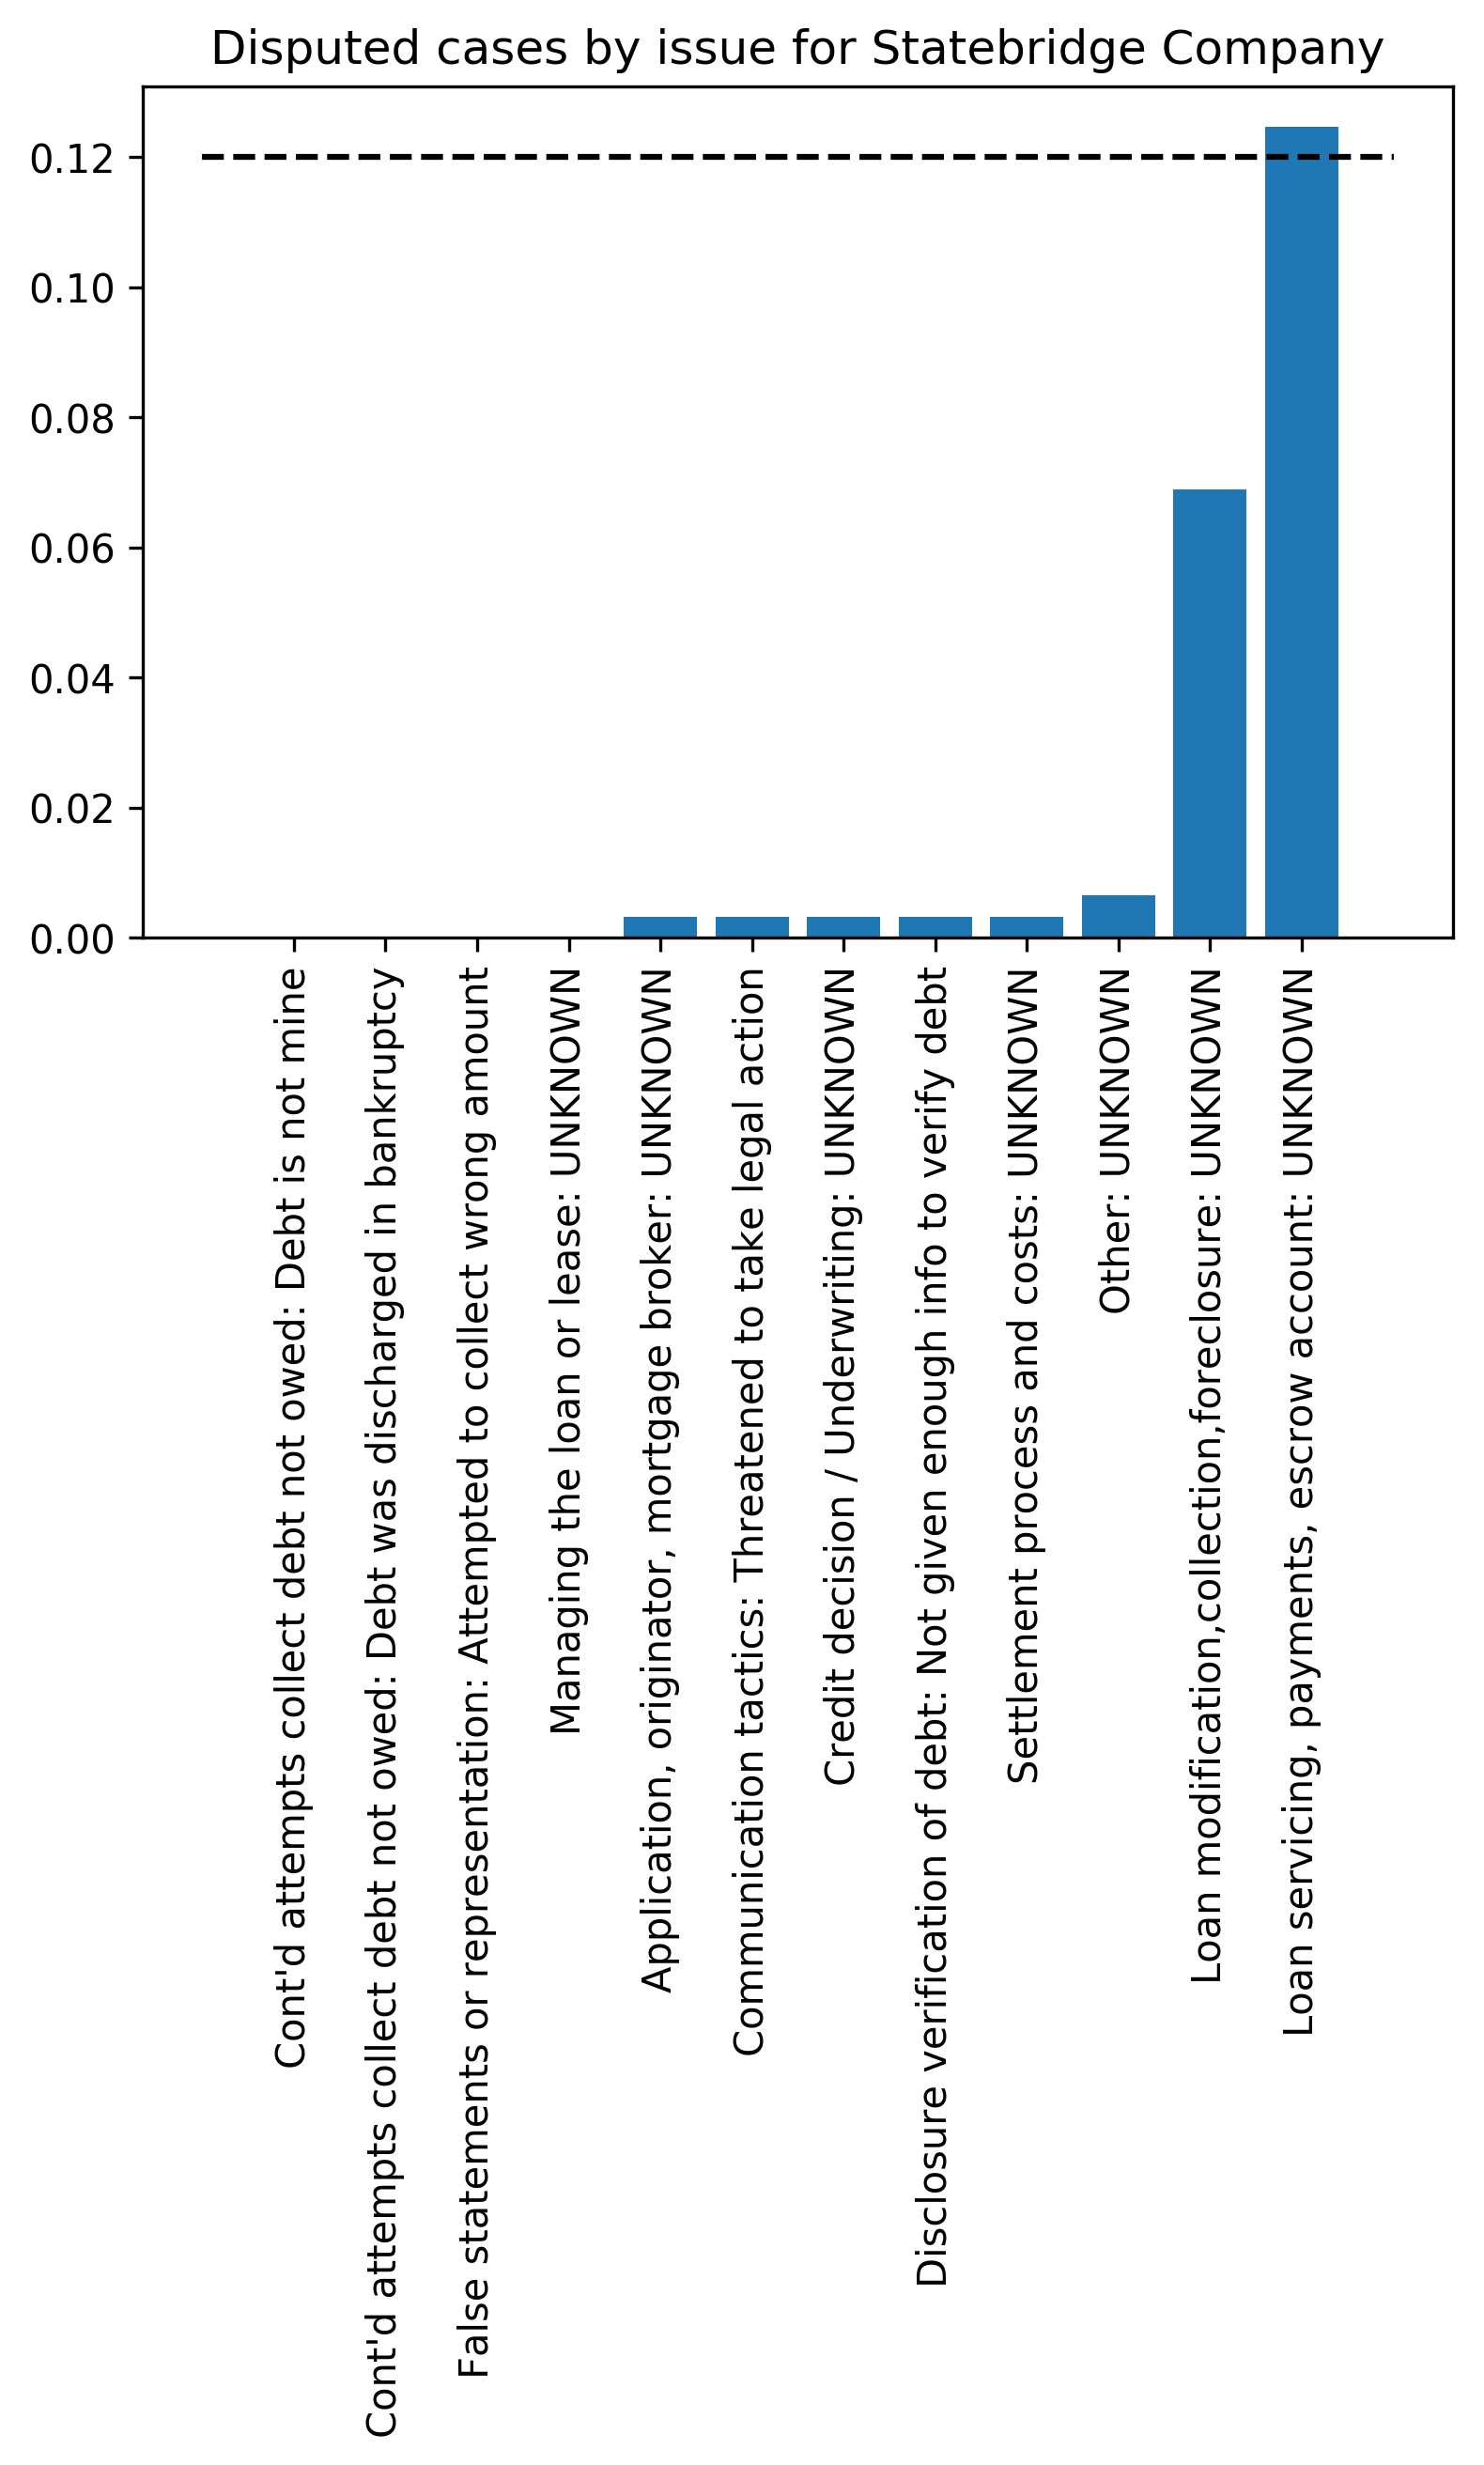 Disputed cases by issue for Statebridge Company
0.12
0.10
0.08
0.06
0.04
0.02
0.00
Cont'd attempts collect debt not owed: Debt is not mine
Cont'd attempts collect debt not owed: Debt was discharged in bankruptcy
False statements or representation: Attempted to collect wrong amount
Managing the loan or lease: UNKNOWN
Application, originator, mortgage broker: UNKNOWN
Communication tactics: Threatened to take legal action
Credit decision / Underwriting: UNKNOWN
Disclosure verification of debt: Not given enough info to verify debt
Settlement process and costs: UNKNOWN
Other: UNKNOWN
Loan modification,collection,foreclosure: UNKNOWN
Loan servicing, payments, escrow account: UNKNOWN